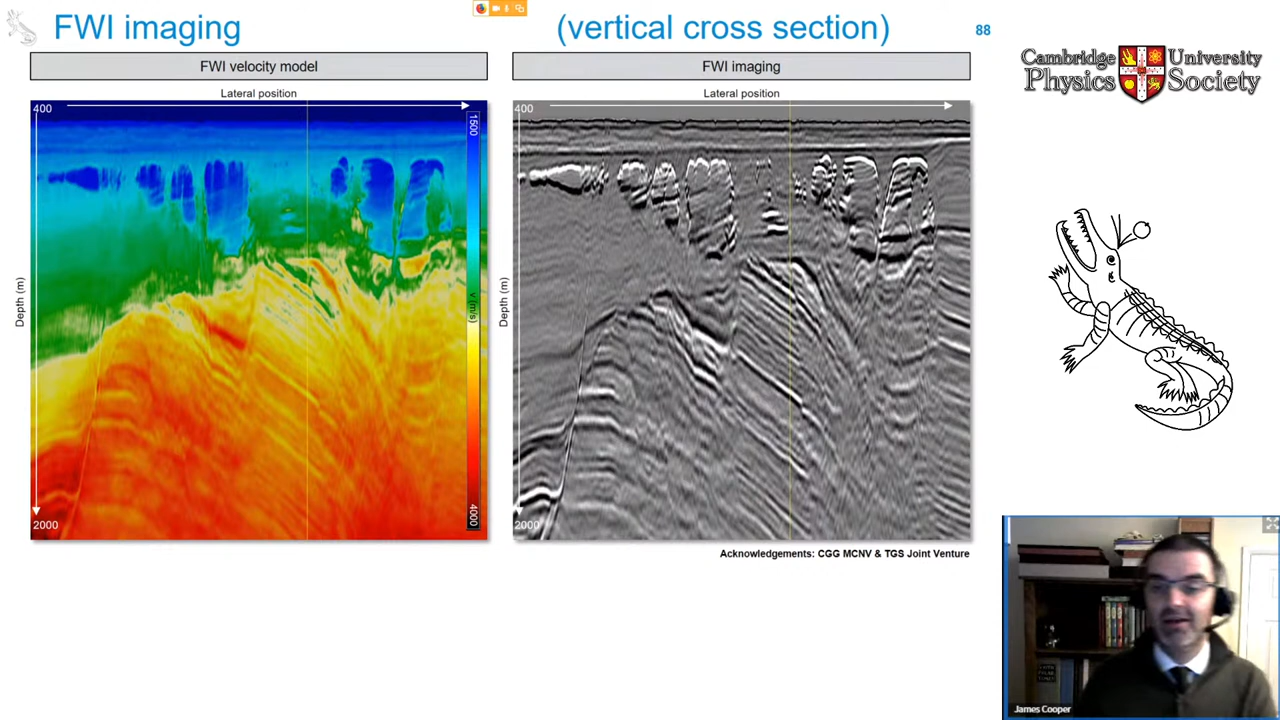 FWI imaging
(vertical cross section)
88
FWI velocity model
FWI imaging
Lateral position
Lateral position
400
400
1500
Depth (m)
v (m/s)
Depth (m)
2000
4000
2000
Acknowledgements: CGG MCNV & TGS Joint Venture
Cambridge University
Physics Society
James Cooper